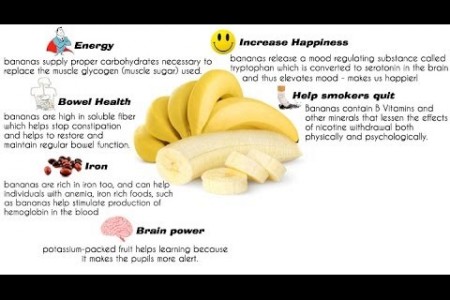 Energy
bananas supply proper carbohydrates necessary to
replace the muscle glycogen (muscle sugar) used.
Increase Happiness
bananas release a mood regulating substance called
tryptophan which is converted to serotonin in the brain
and thus elevates mood - makes us happier!
Bowel Health
bananas are high in soluble fiber
which helps stop constipation
and helps to restore and
maintain regular bowel function.
Help smokers quit
Bananas contain B Vitamins and
other minerals that lessen the effects
of nicotine withdrawal both
physically and psychologically.
Iron
bananas are rich in iron too, and can help
individuals with anemia, iron rich foods, such
as bananas help stimulate production of
hemoglobin in the blood
Brain power
potassium-packed fruit helps learning because
it makes the pupils more alert.